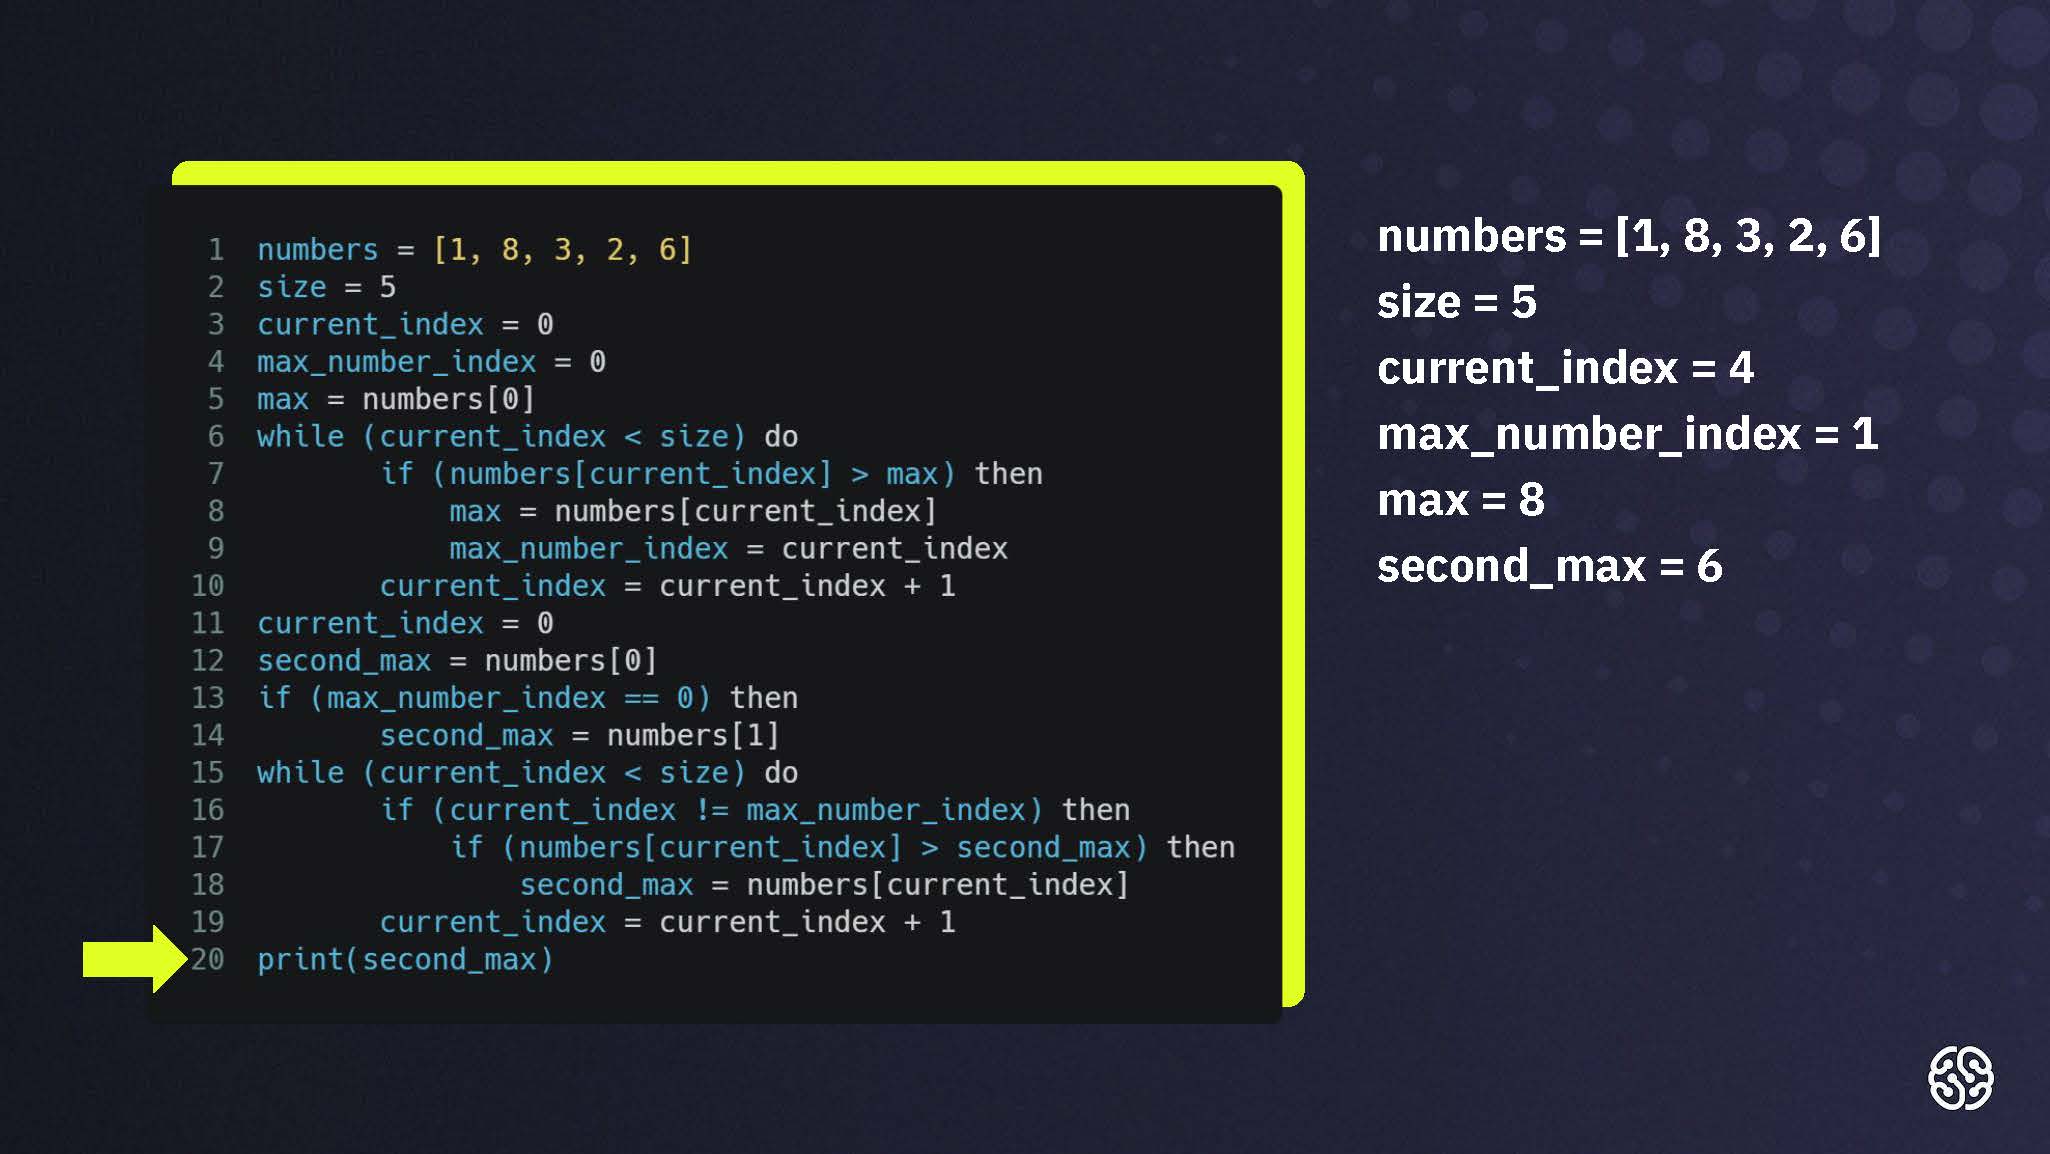 1 numbers = [1, 8, 3, 2, 6]
2 size = 5
3 current_index = 0
4 max_number_index = 0
5 max = numbers[0]
6 while (current_index < size) do
7 if (numbers[current_index] > max) then
8 max = numbers[current_index]
9 max_number_index = current_index
10 current_index = current_index + 1
11 current_index = 0
12 second_max = numbers[0]
13 if (max_number_index == 0) then
14 second_max = numbers[1]
15 while (current_index < size) do
16 if (current_index != max_number_index) then
17 if (numbers[current_index] > second_max) then
18 second_max = numbers[current_index]
19 current_index = current_index + 1
20 print(second_max)
numbers = [1, 8, 3, 2, 6]
size = 5
current_index = 4
max_number_index = 1
max = 8
second_max = 6